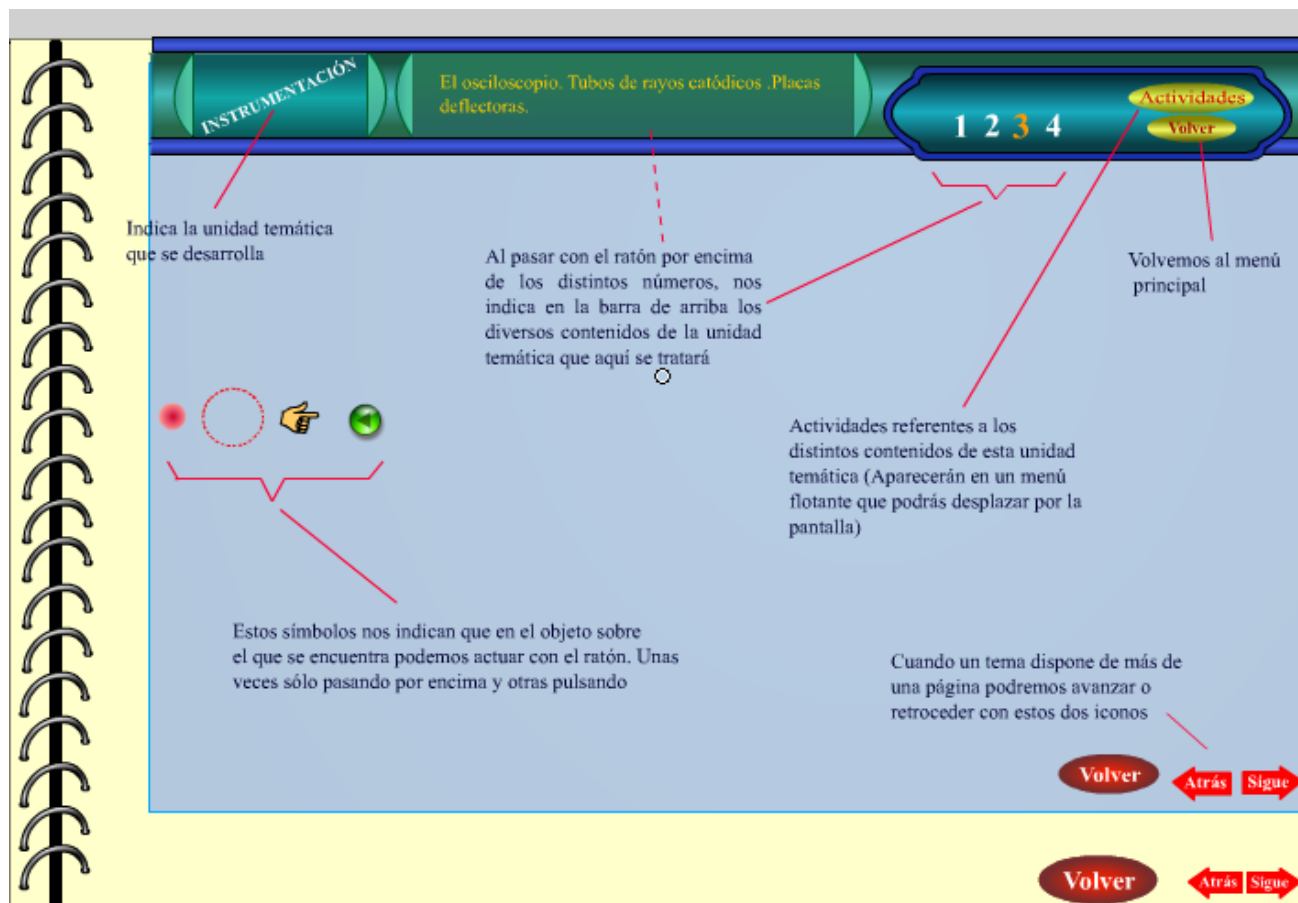 INSTRUMENTACIÓN
El osciloscopio. Tubos de rayos catódicos .Placas
deflectoras.
1 2 3 4
Actividades
Volver
Indica la unidad temática
que se desarrolla
Al pasar con el ratón por encima
de los distintos números, nos
indica en la barra de arriba los
diversos contenidos de la unidad
temática que aquí se tratará
Volvemos al menú
principal
Actividades referentes a los
distintos contenidos de esta unidad
temática (Aparecerán en un menú
flotante que podrás desplazar por la
pantalla)
Estos símbolos nos indican que en el objeto sobre
el que se encuentra podemos actuar con el ratón. Unas
veces sólo pasando por encima y otras pulsando
Cuando un tema dispone de más de
una página podremos avanzar o
retroceder con estos dos iconos
Volver Atrás Sigue
Volver Atrás Sigue